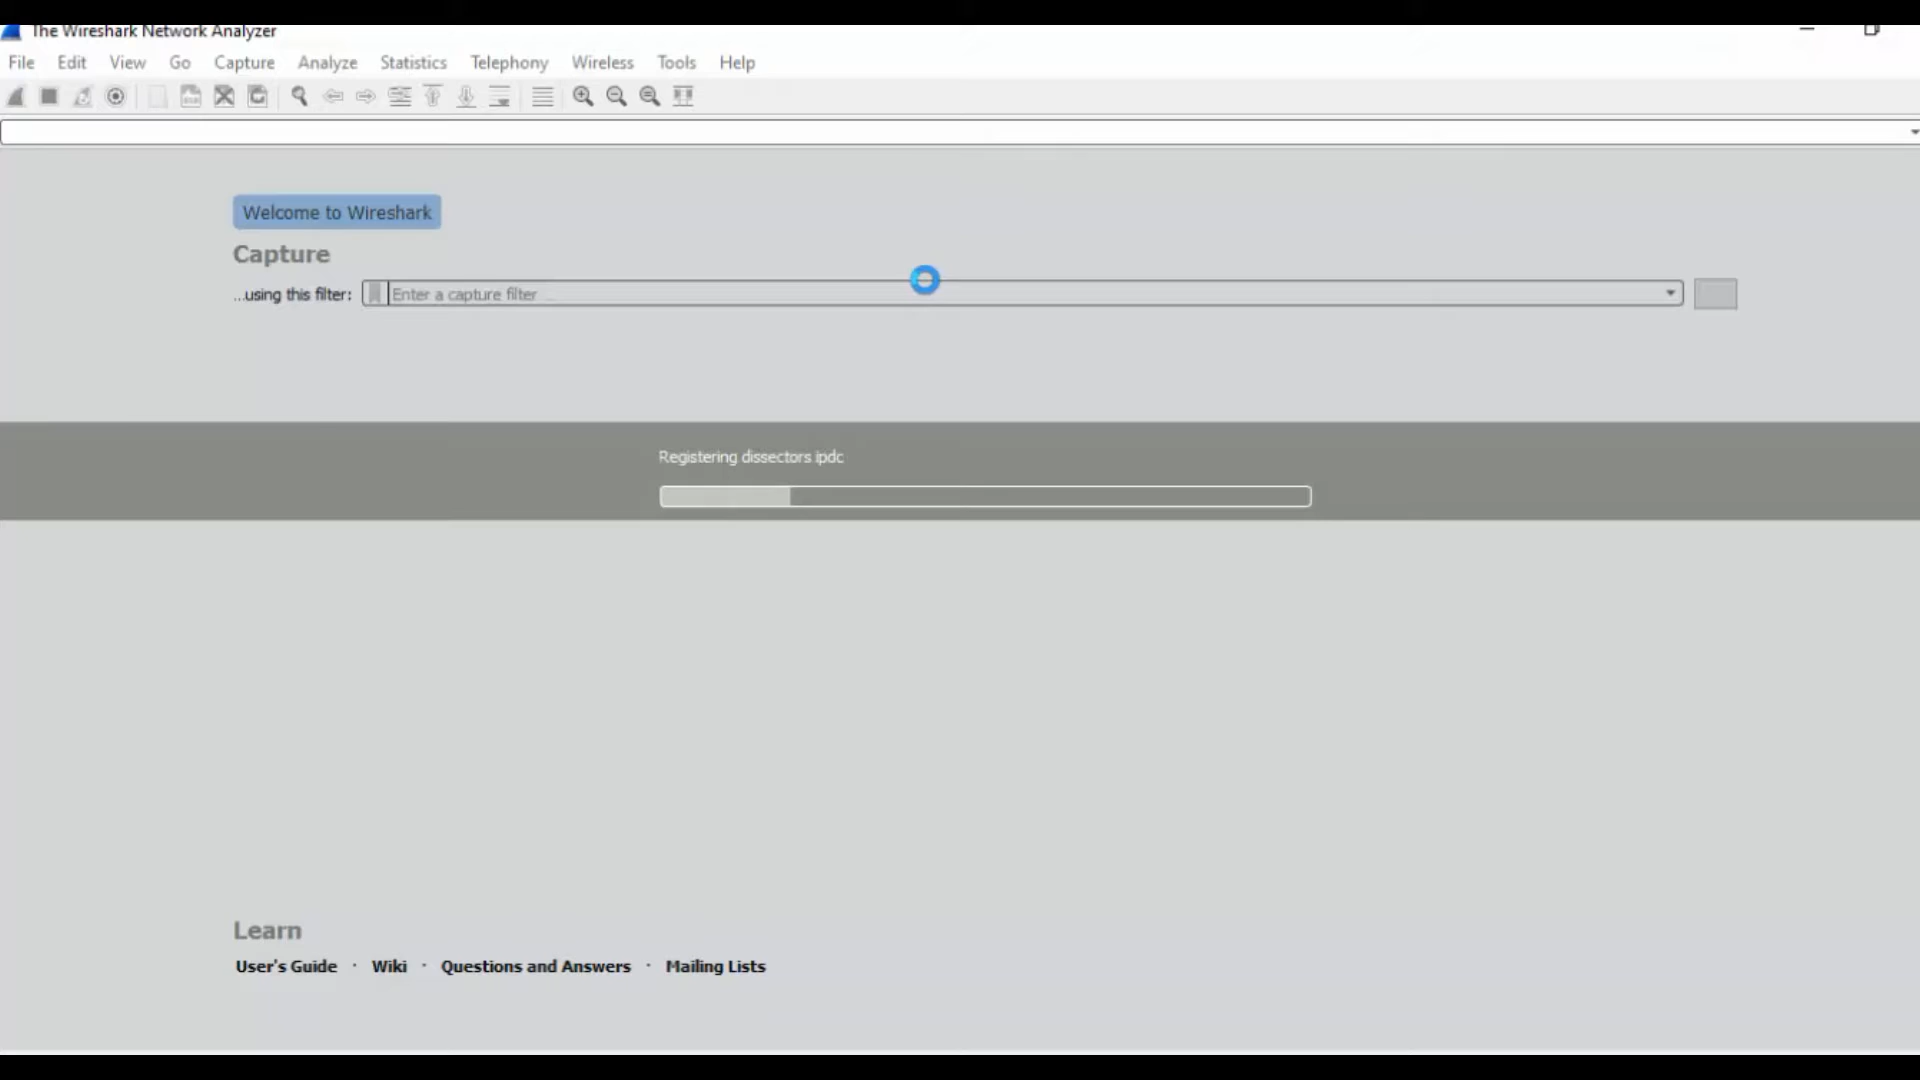 The Wireshark Network Analyzer
File Edit View Go Capture Analyze Statistics Telephony Wireless Tools Help
Welcome to Wireshark
Capture
...using this filter: Enter a capture filter ...
Registering dissectors ipdc
Learn
User's Guide · Wiki · Questions and Answers · Mailing Lists